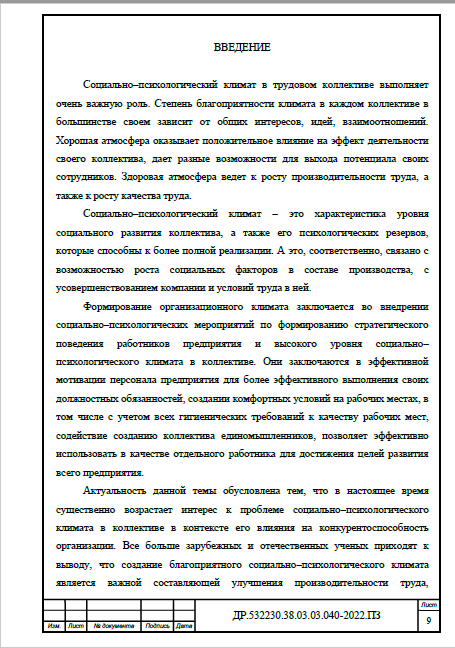 ВВЕДЕНИЕ
Социально–психологический климат в трудовом коллективе выполняет
очень важную роль. Степень благоприятности климата в каждом коллективе в
большинстве своем зависит от общих интересов, идей, взаимоотношений.
Хорошая атмосфера оказывает положительное влияние на эффект деятельности
своего коллектива, дает разные возможности для выхода потенциала своих
сотрудников. Здоровая атмосфера ведет к росту производительности труда, а
также к росту качества труда.
Социально–психологический климат – это характеристика уровня
социального развития коллектива, а также его психологических резервов,
которые способны к более полной реализации. А это, соответственно, связано с
возможностью роста социальных факторов в составе производства, с
усовершенствованием компании и условий труда в ней.
Формирование организационного климата заключается во внедрении
социально–психологических мероприятий по формированию стратегического
поведения работников предприятия и высокого уровня социально–
психологического климата в коллективе. Они заключаются в эффективной
мотивации персонала предприятия для более эффективного выполнения своих
должностных обязанностей, создании комфортных условий на рабочих местах, в
том числе с учетом всех гигиенических требований к качеству рабочих мест,
содействие созданию коллектива единомышленников, позволяет эффективно
использовать в качестве отдельного работника для достижения целей развития
всего предприятия.
Актуальность данной темы обусловлена тем, что в настоящее время
существенно возрастает интерес к проблеме социально–психологического
климата в коллективе в контексте его влияния на конкурентоспособность
организации. Все больше зарубежных и отечественных ученых приходят к
выводу, что создание благоприятного социально–психологического климата
является важной составляющей улучшения производительности труда,
ДР.532230.38.03.03.040-2022.ПЗ
Лист
9
Изм. Лист № документа Подпись Дата